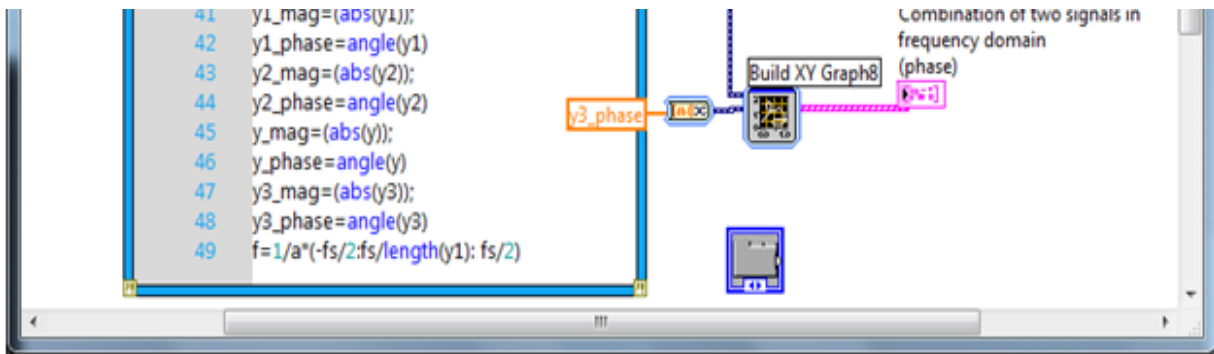 41 y1_mag=(abs(y1));
42 y1_phase=angle(y1)
43 y2_mag=(abs(y2));
44 y2_phase=angle(y2)
45 y_mag=(abs(y));
46 y_phase=angle(y)
47 y3_mag=(abs(y3));
48 y3_phase=angle(y3)
49 f=1/a*(-fs/2:fs/length(y1): fs/2)
y3_phase
Build XY Graph8
Combination of two signals in
frequency domain
(phase)